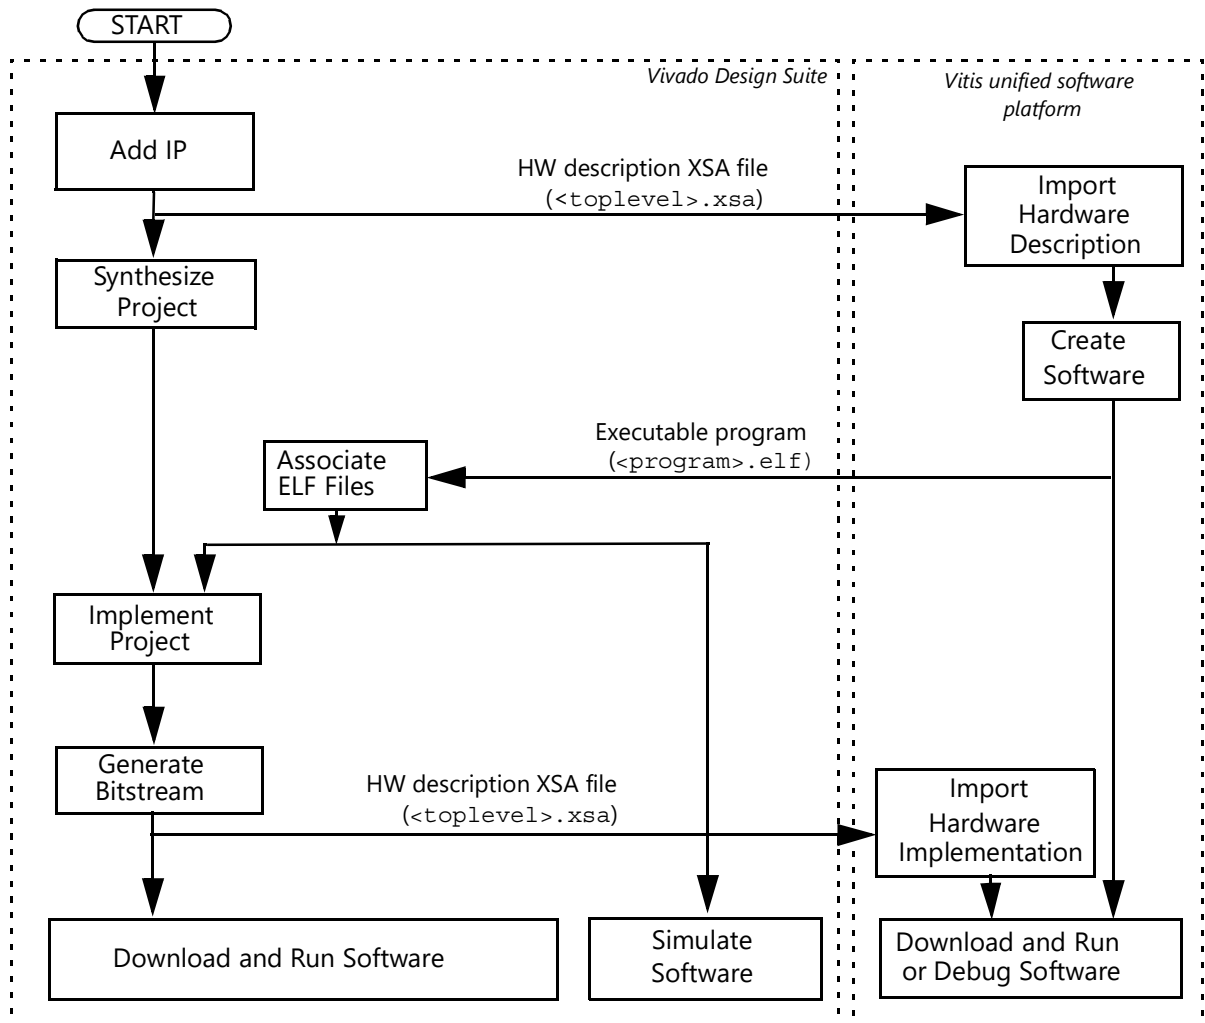 START
Vivado Design Suite
Vitis unified software
platform
Add IP
HW description XSA file
(<toplevel>.xsa)
Import
Hardware
Description
Synthesize
Project
Create
Software
Executable program
(<program>.elf)
Associate
ELF Files
Implement
Project
Generate
Bitstream
HW description XSA file
(<toplevel>.xsa)
Import
Hardware
Implementation
Download and Run Software
Simulate
Software
Download and Run
or Debug Software